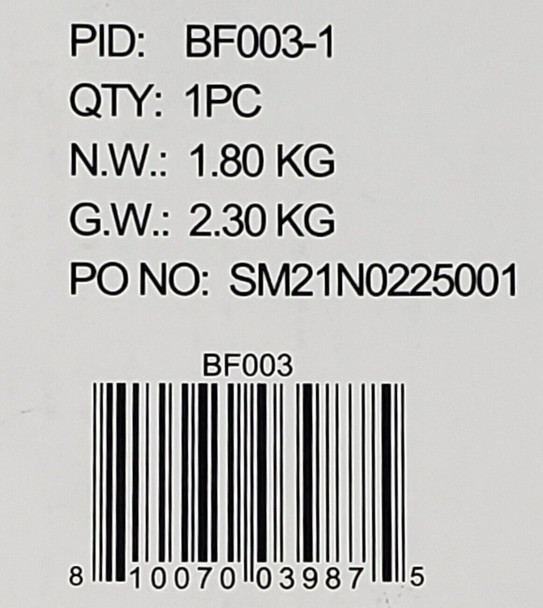 PID: BF003-1
QTY: 1PC
N.W.: 1.80 KG
G.W.: 2.30 KG
PO NO: SM21N0225001
BF003
8 10070 03987 5